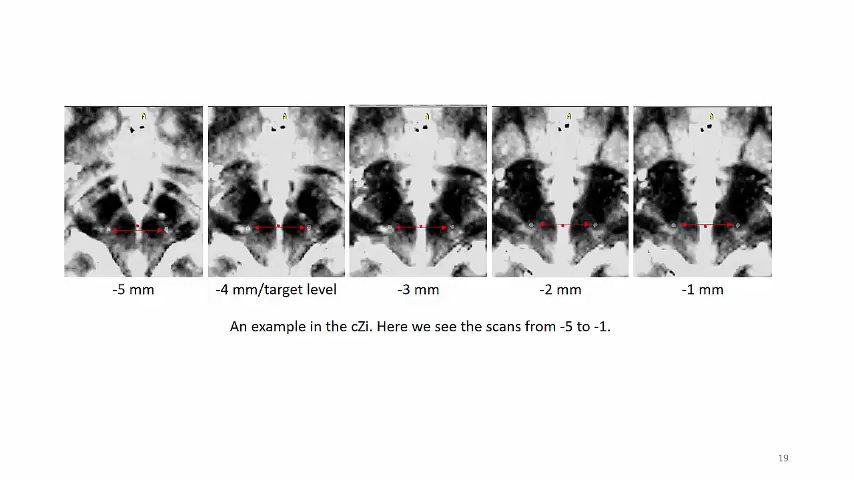 -5 mm
-4 mm/target level
-3 mm
-2 mm
-1 mm
An example in the cZi. Here we see the scans from -5 to -1.
19